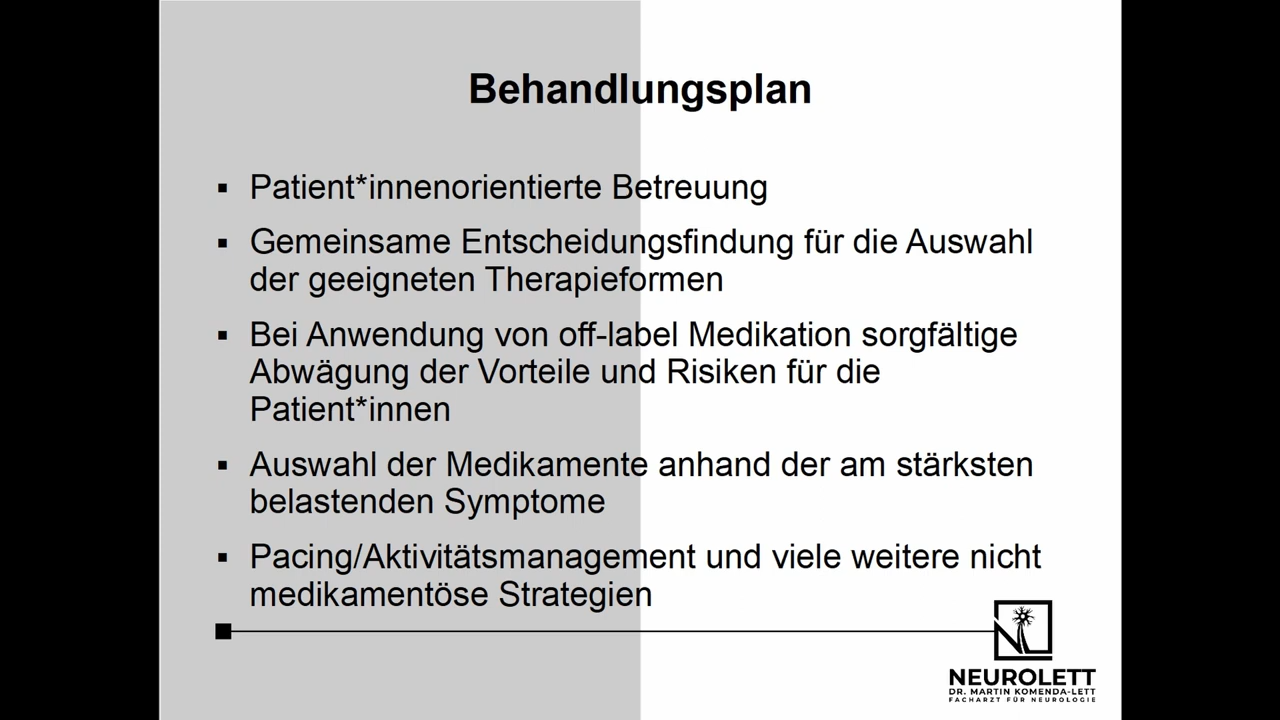 Behandlungsplan
▪ Patient*innenorientierte Betreuung
▪ Gemeinsame Entscheidungsfindung für die Auswahl
der geeigneten Therapieformen
▪ Bei Anwendung von off-label Medikation sorgfältige
Abwägung der Vorteile und Risiken für die
Patient*innen
▪ Auswahl der Medikamente anhand der am stärksten
belastenden Symptome
▪ Pacing/Aktivitätsmanagement und viele weitere nicht
medikamentöse Strategien
NEUROLETT
DR. MARTIN KOMENDA-LETT
FACHARZT FÜR NEUROLOGIE